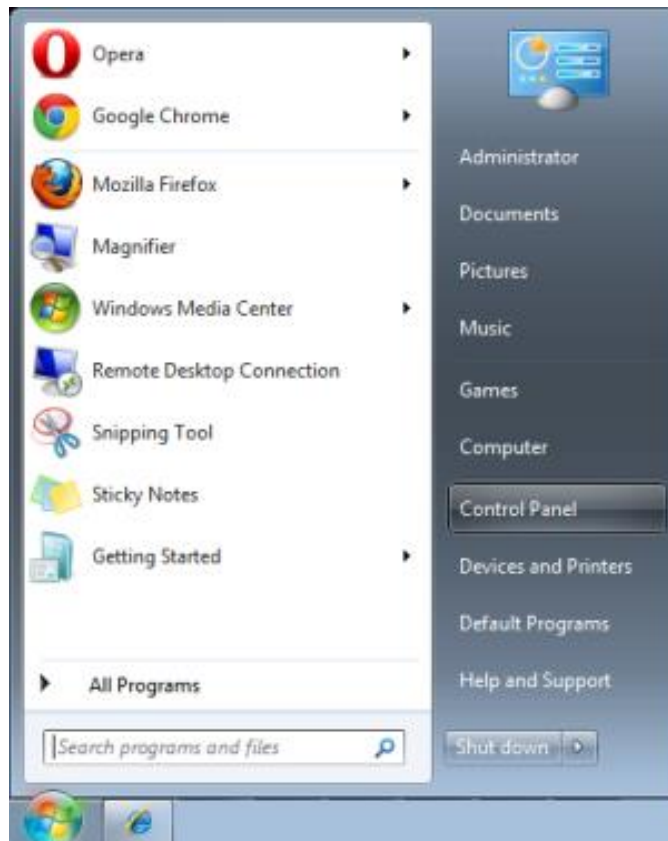 Opera
Google Chrome
Mozilla Firefox
Magnifier
Windows Media Center
Remote Desktop Connection
Snipping Tool
Sticky Notes
Getting Started
All Programs
Search programs and files
Administrator
Documents
Pictures
Music
Games
Computer
Control Panel
Devices and Printers
Default Programs
Help and Support
Shut down